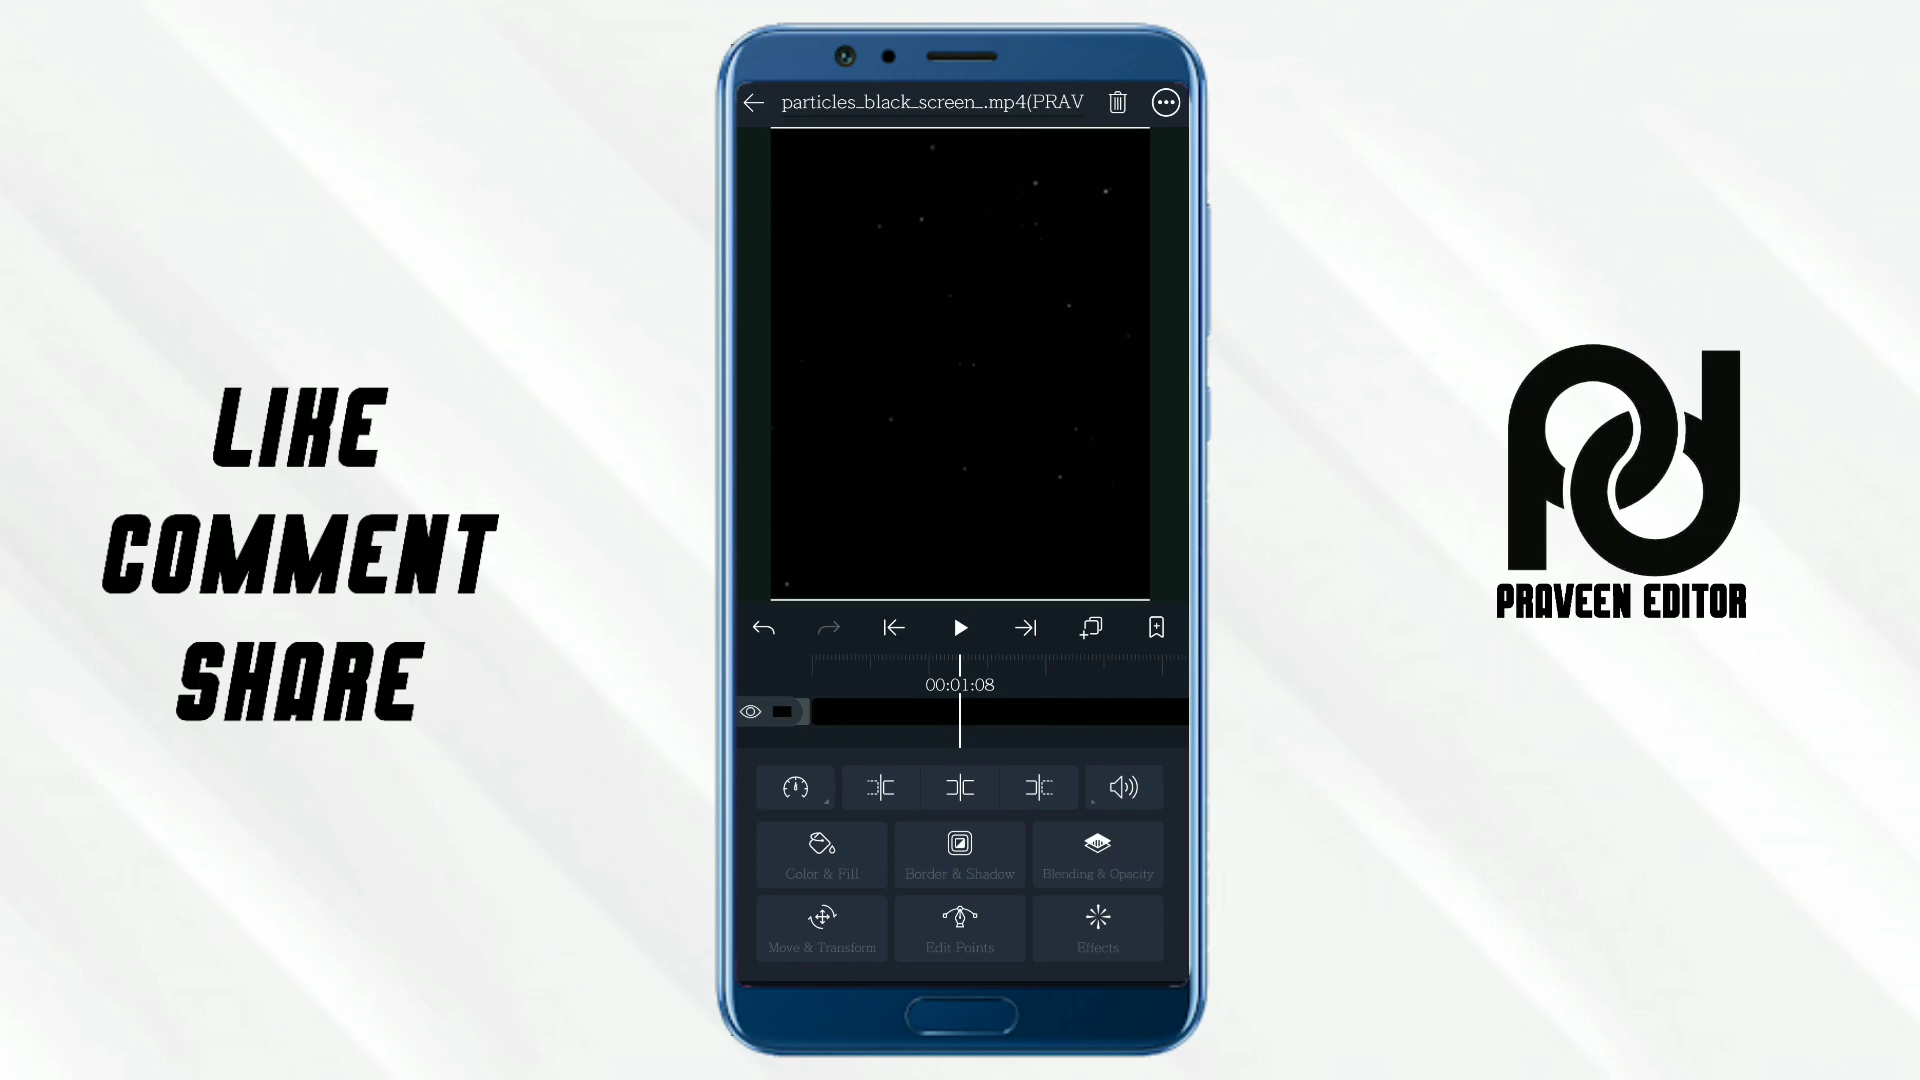 particles_black_screen_.mp4(PRAV
LIKE
COMMENT
SHARE
PRAVEEN EDITOR
00:01:08
Color & Fill
Border & Shadow
Blending & Opacity
Move & Transform
Edit Points
Effects